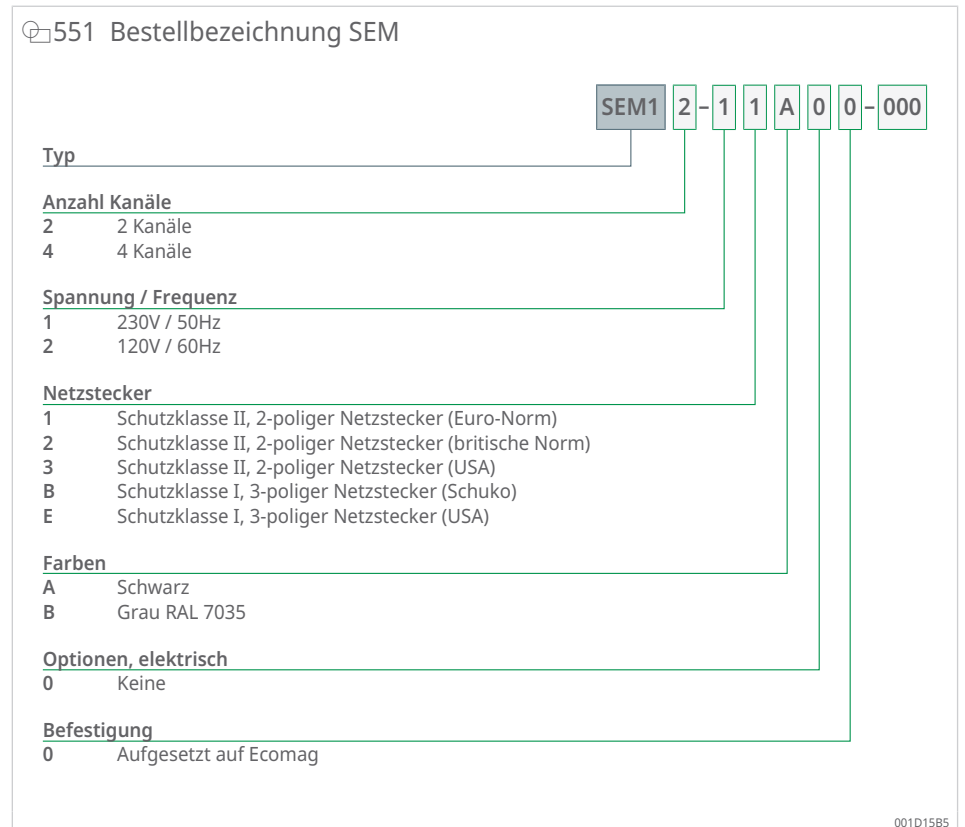 551 Bestellbezeichnung SEM
SEM1 2 - 1 1 A 0 0 - 000
Typ
Anzahl Kanäle
2 2 Kanäle
4 4 Kanäle
Spannung / Frequenz
1 230V / 50Hz
2 120V / 60Hz
Netzstecker
1 Schutzklasse II, 2-poliger Netzstecker (Euro-Norm)
2 Schutzklasse II, 2-poliger Netzstecker (britische Norm)
3 Schutzklasse II, 2-poliger Netzstecker (USA)
B Schutzklasse I, 3-poliger Netzstecker (Schuko)
E Schutzklasse I, 3-poliger Netzstecker (USA)
Farben
A Schwarz
B Grau RAL 7035
Optionen, elektrisch
0 Keine
Befestigung
0 Aufgesetzt auf Ecomag
001D15B5